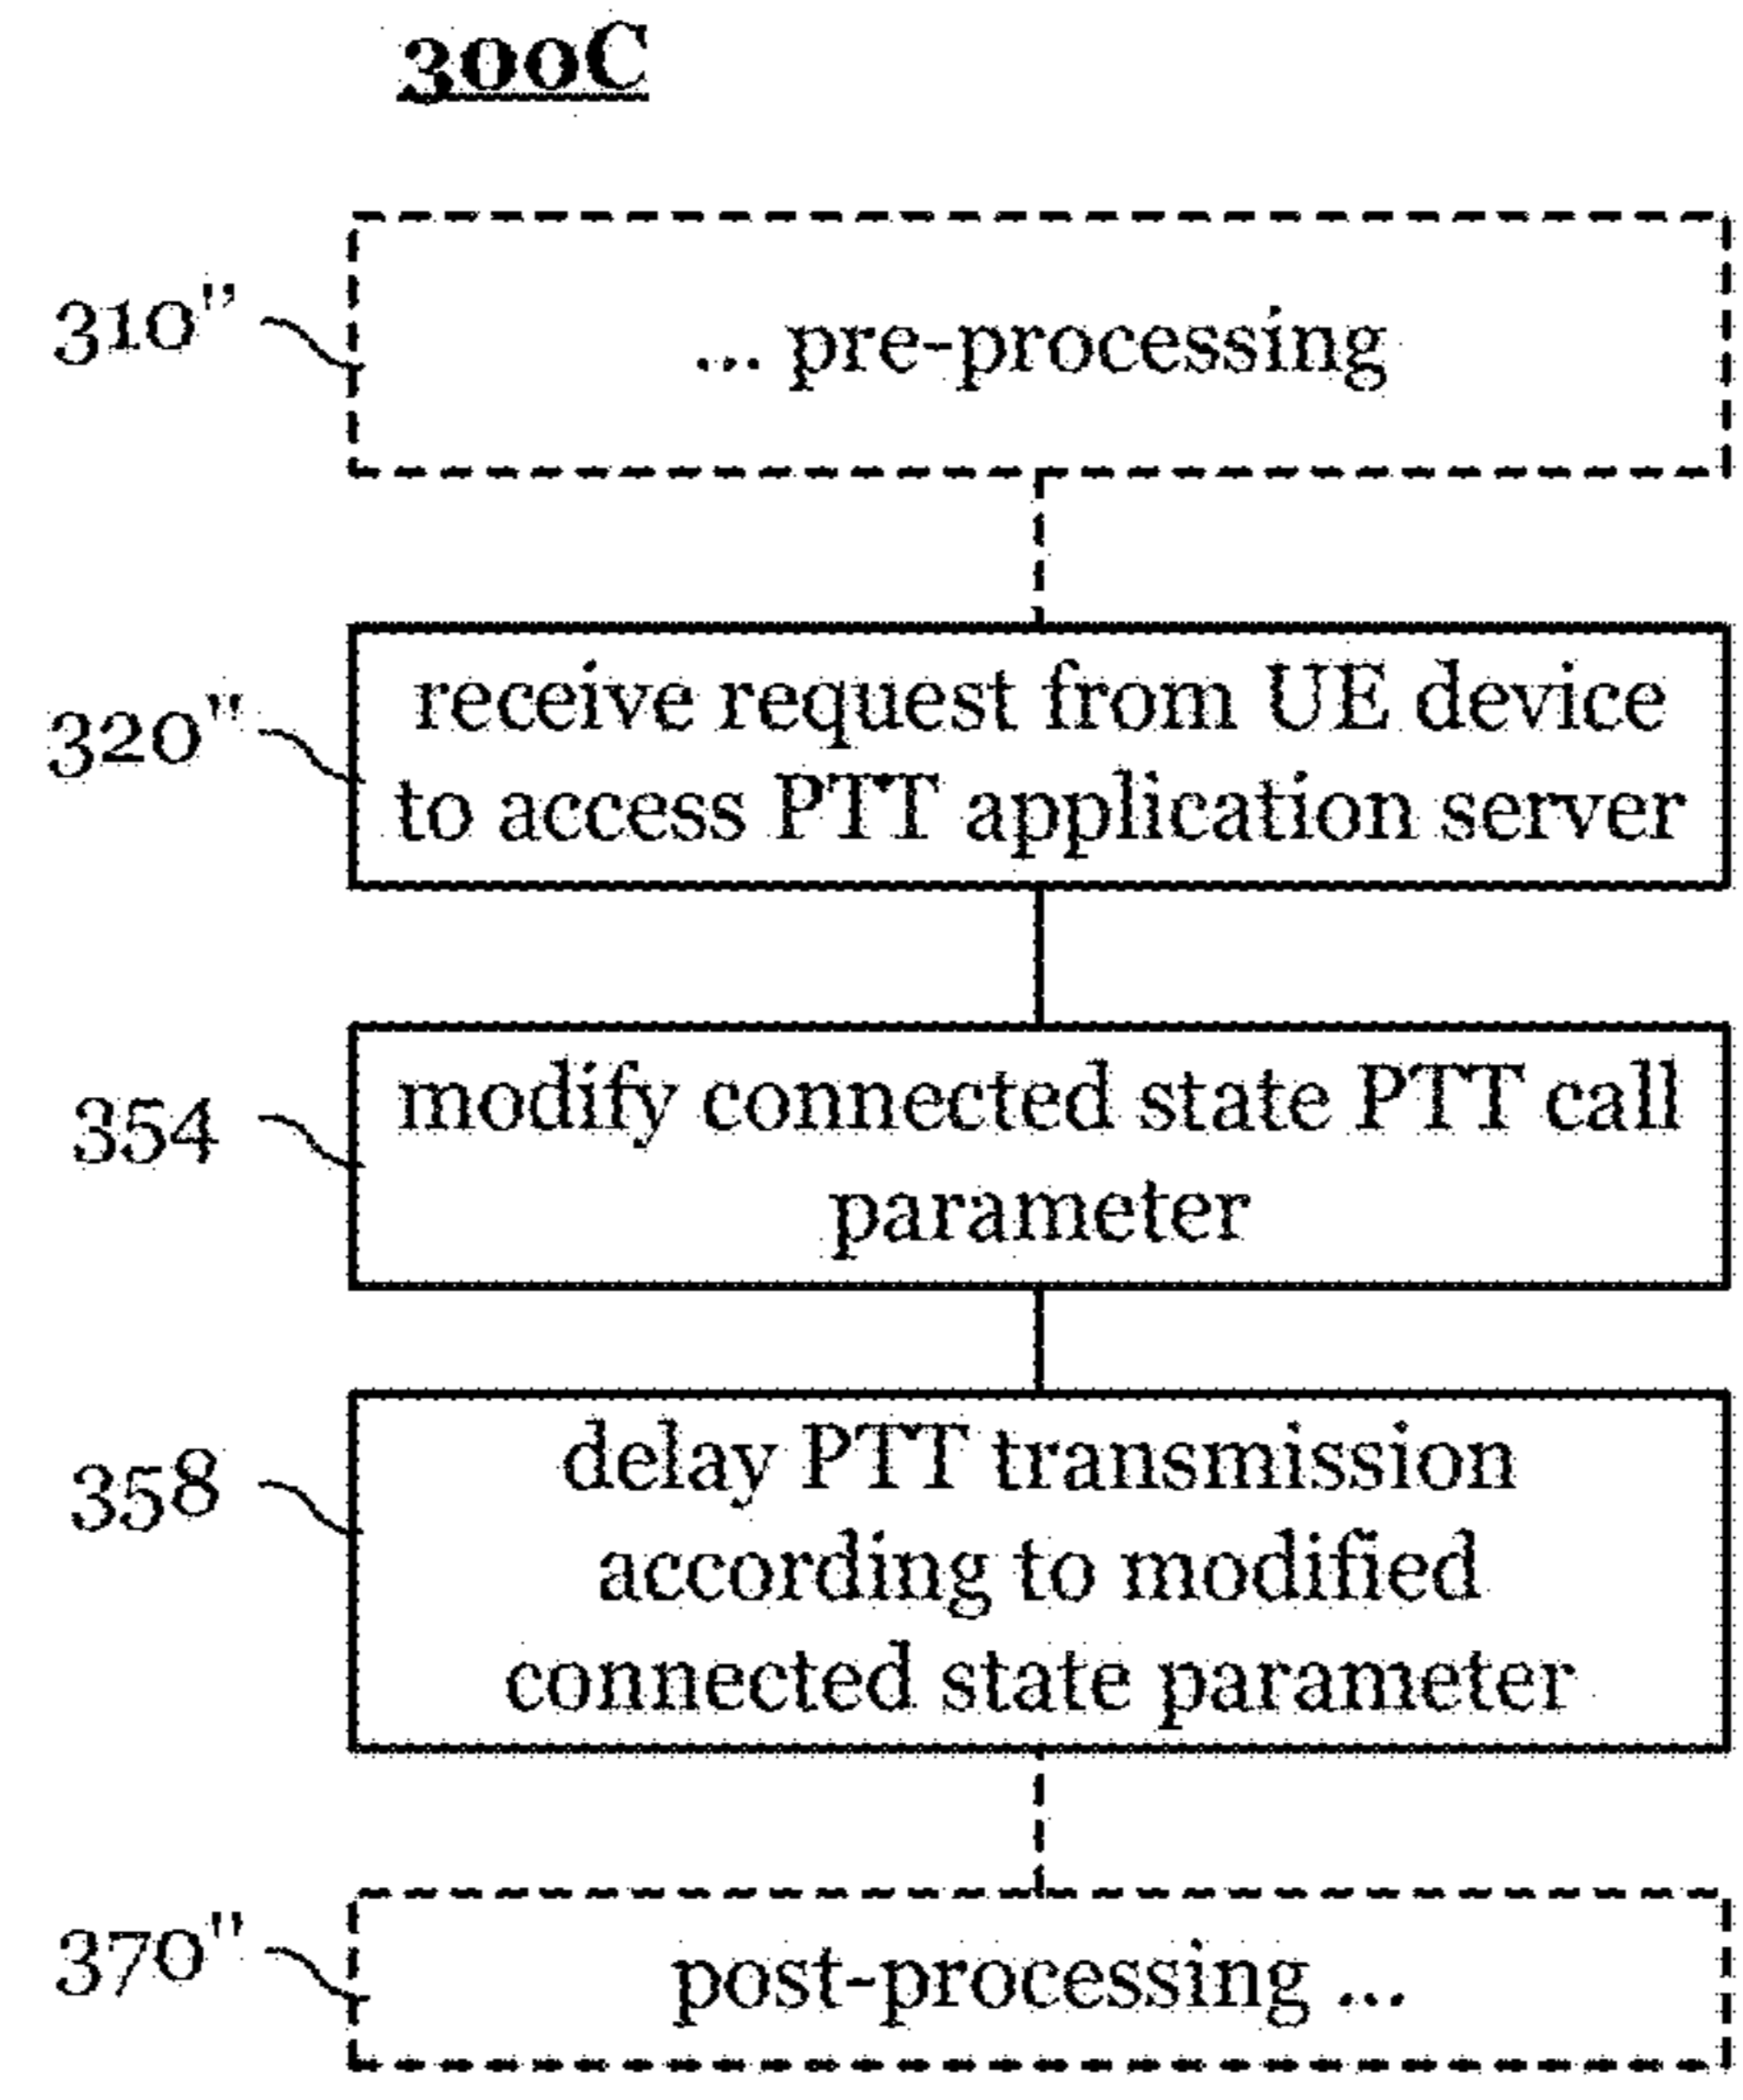 300C
310"
... pre-processing
320"
receive request from UE device
to access PTT application server
354
modify connected state PTT call
parameter
358
delay PTT transmission
according to modified
connected state parameter
370"
post-processing ...